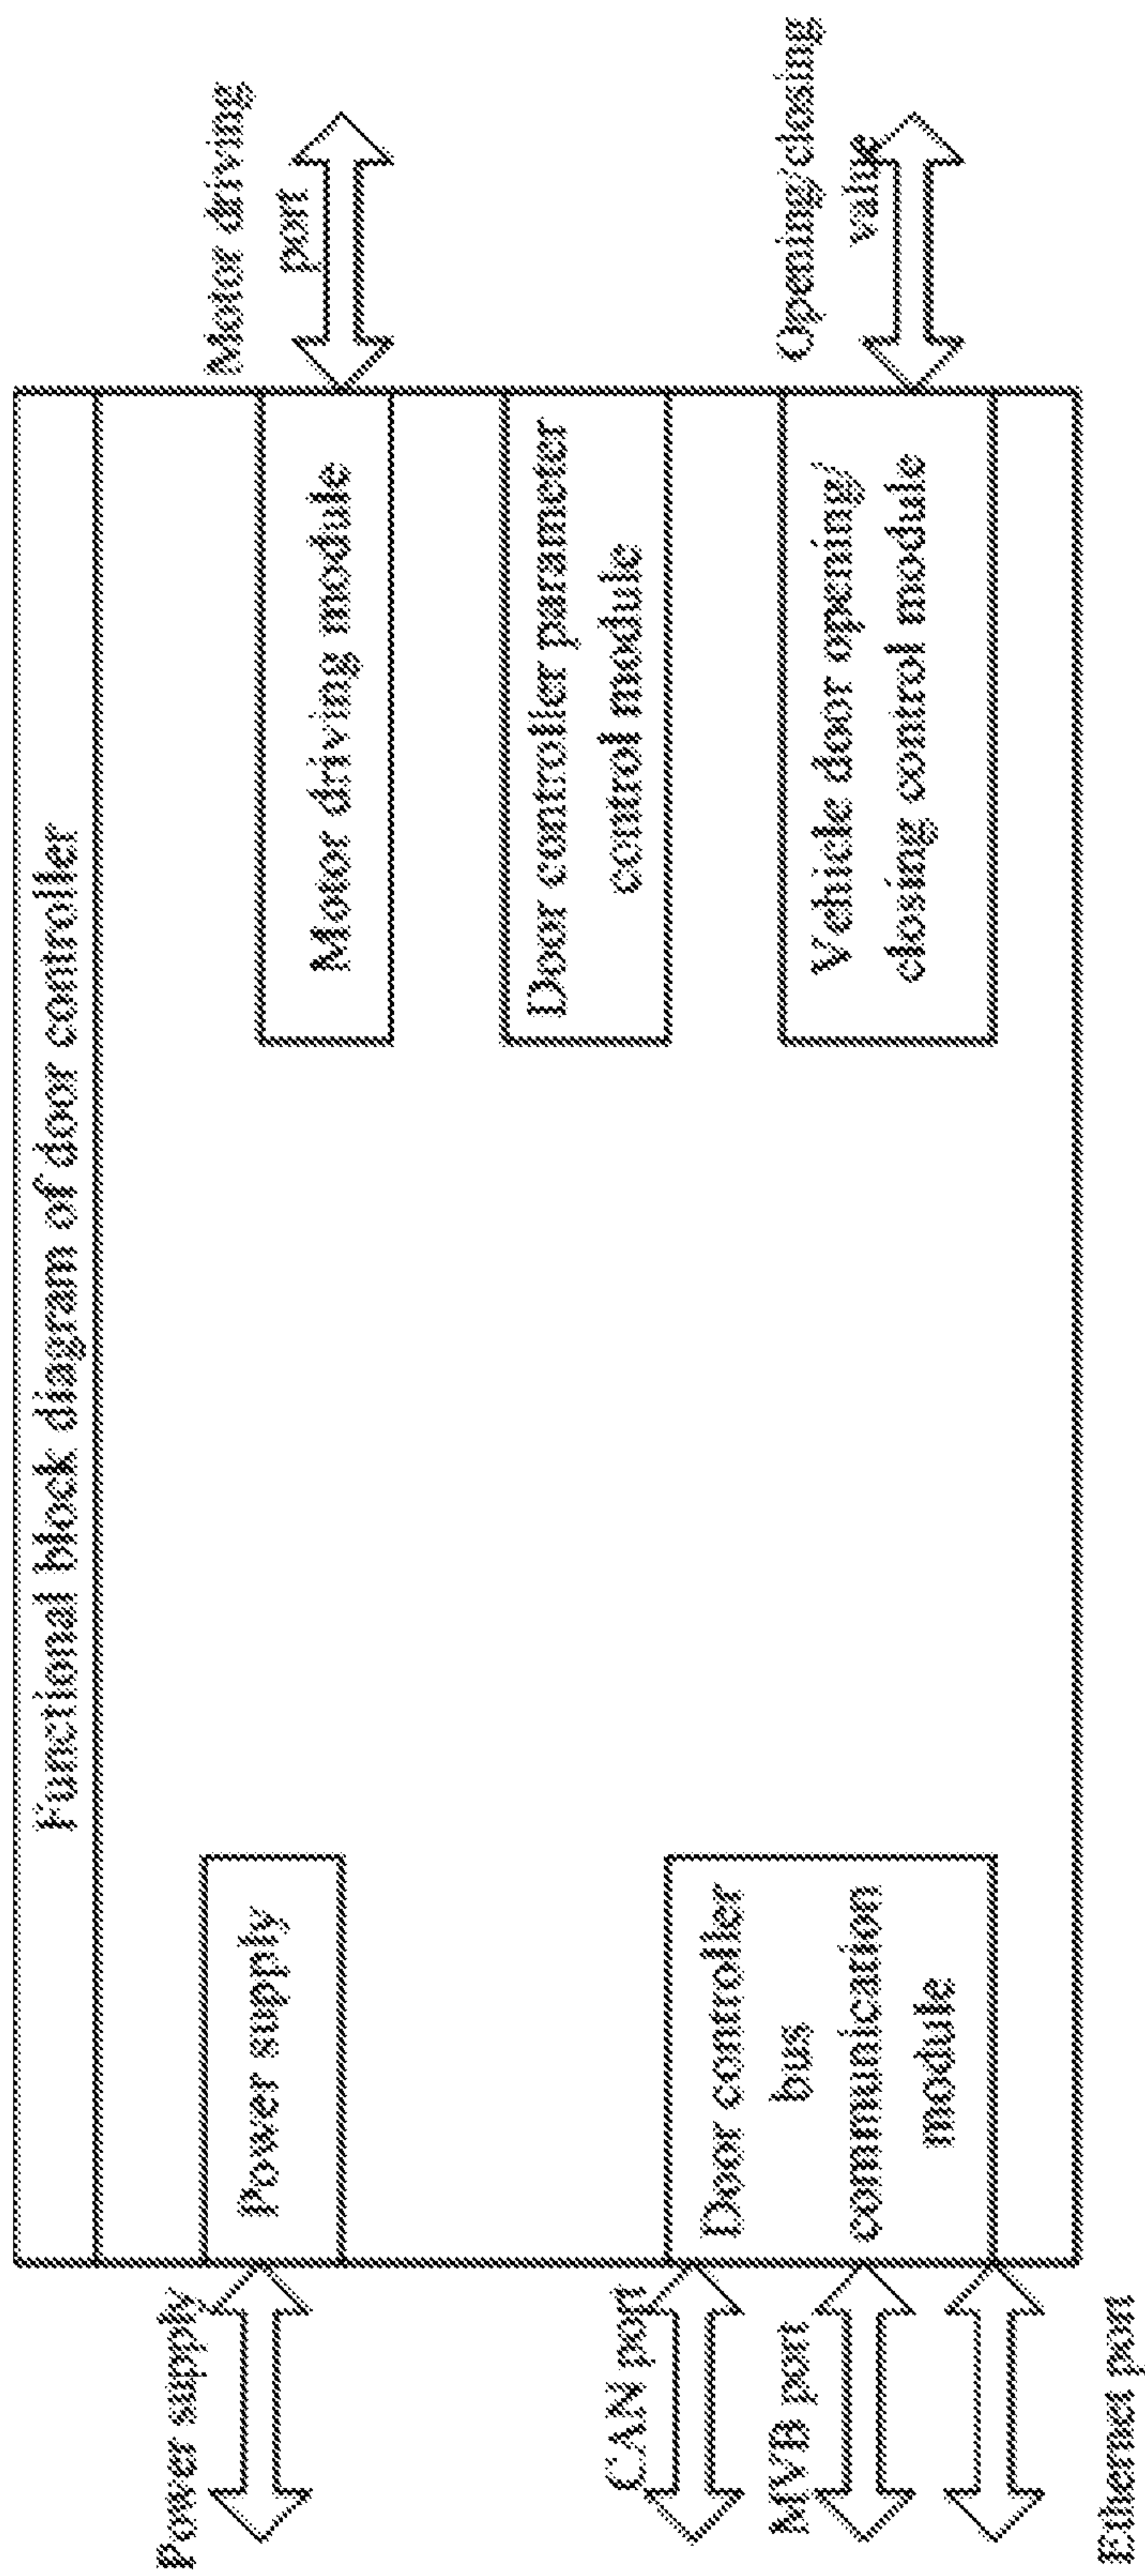 Functional block diagram of door controller
Power supply
Power supply
CAN port
MVB port
Ethernet port
Door controller
bus
communication
module
Motor driving module
Door controller parameter
control module
Vehicle door opening/
closing control module
Motor driving
port
Opening/closing
value